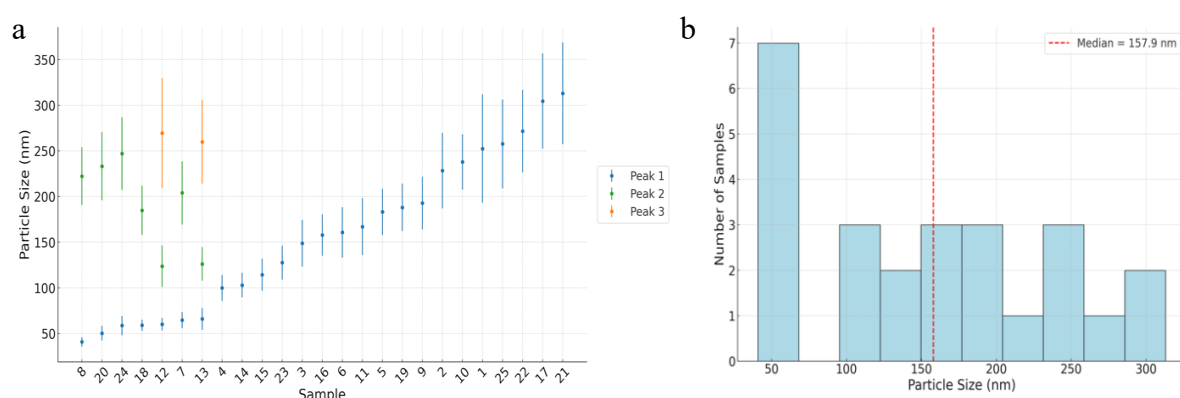 a
350
300
250
200
150
100
50
Particle Size (nm)
8 20 24 18 12 7 13 4 14 15 23 3 16 6 11 5 19 9 2 10 1 25 22 17 21
Sample
Peak 1
Peak 2
Peak 3
b
7
6
5
4
3
2
1
0
Number of Samples
Median = 157.9 nm
50 100 150 200 250 300
Particle Size (nm)